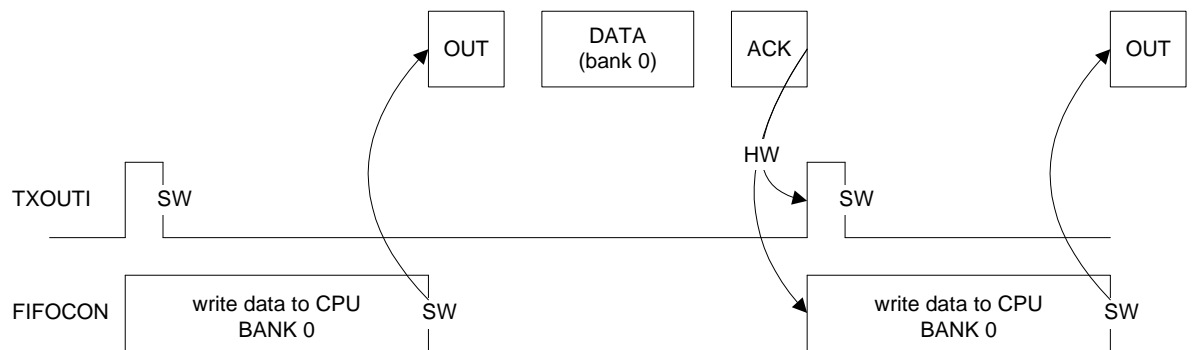 OUT
DATA
(bank 0)
ACK
OUT
HW
TXOUTI
SW
SW
FIFOCON
write data to CPU
BANK 0
SW
write data to CPU
BANK 0
SW